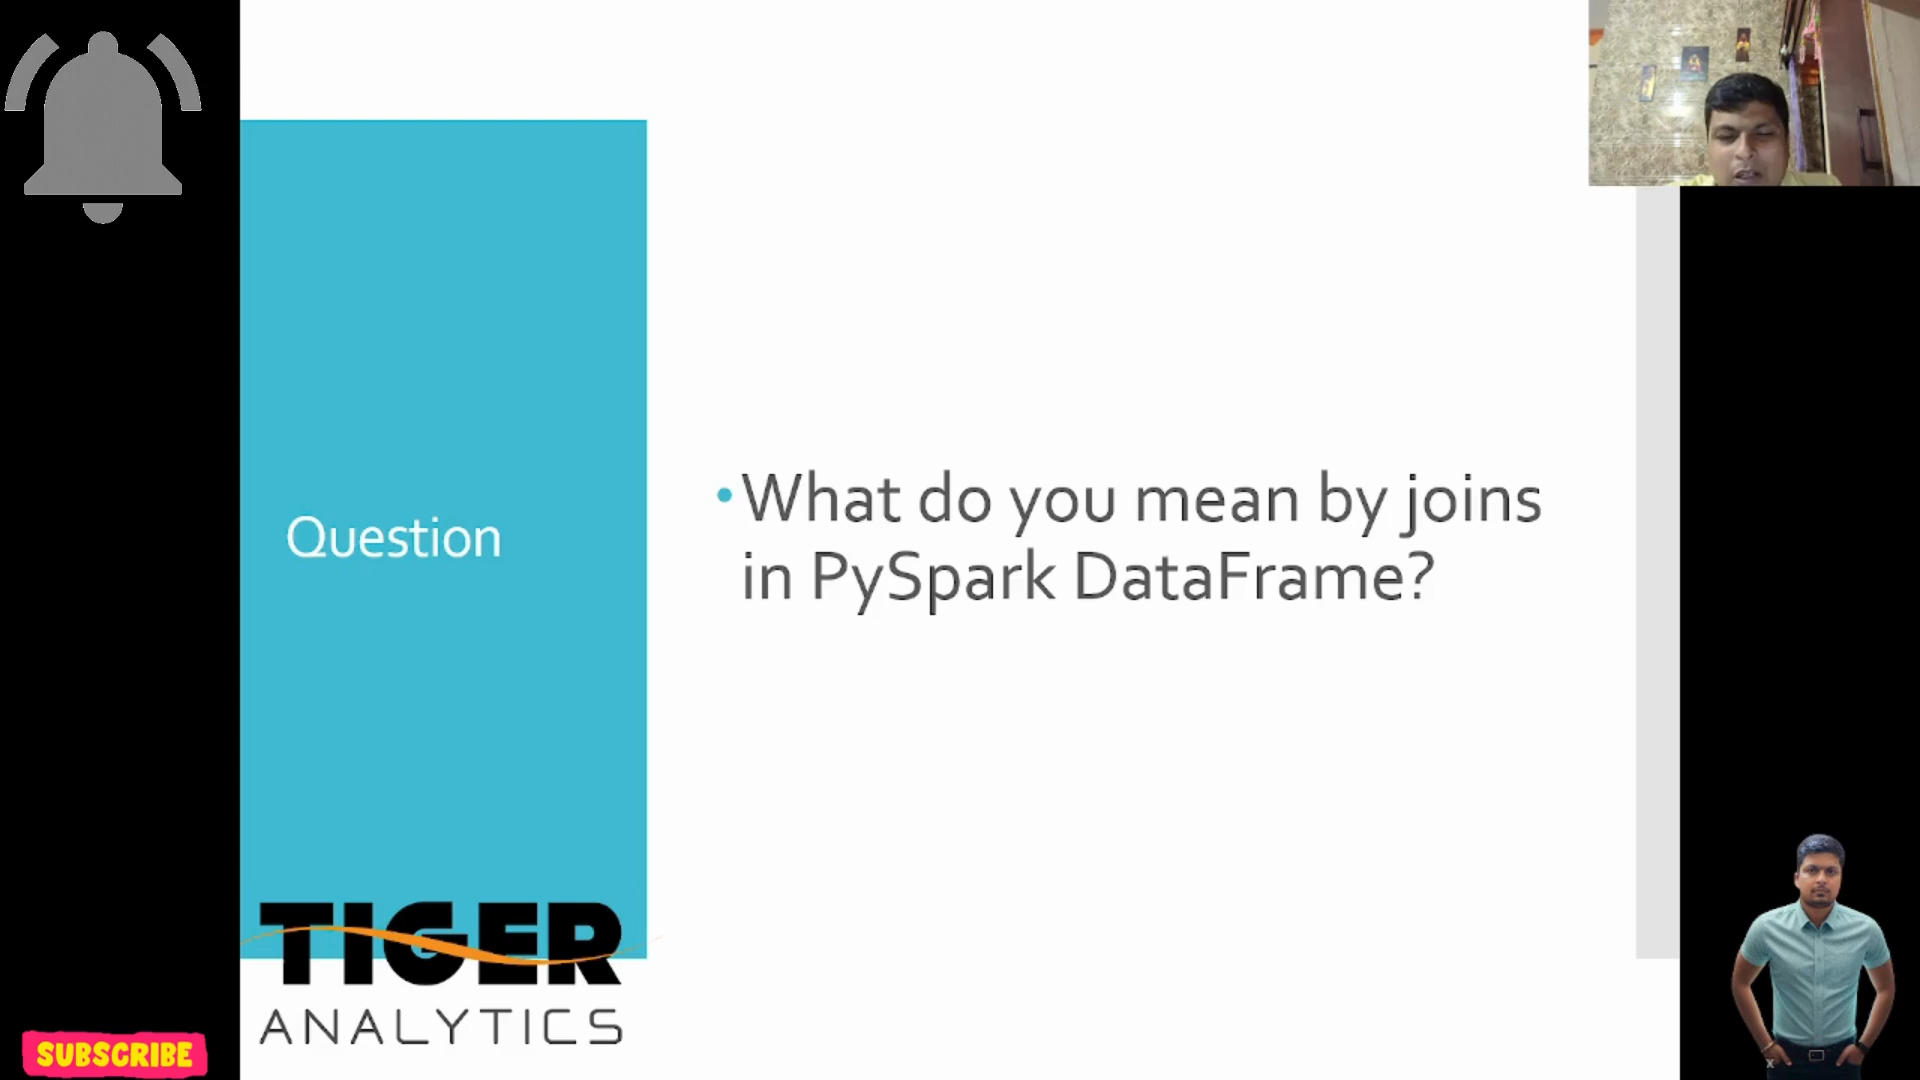 Question
• What do you mean by joins
in PySpark DataFrame?
TIGER
ANALYTICS
SUBSCRIBE
x